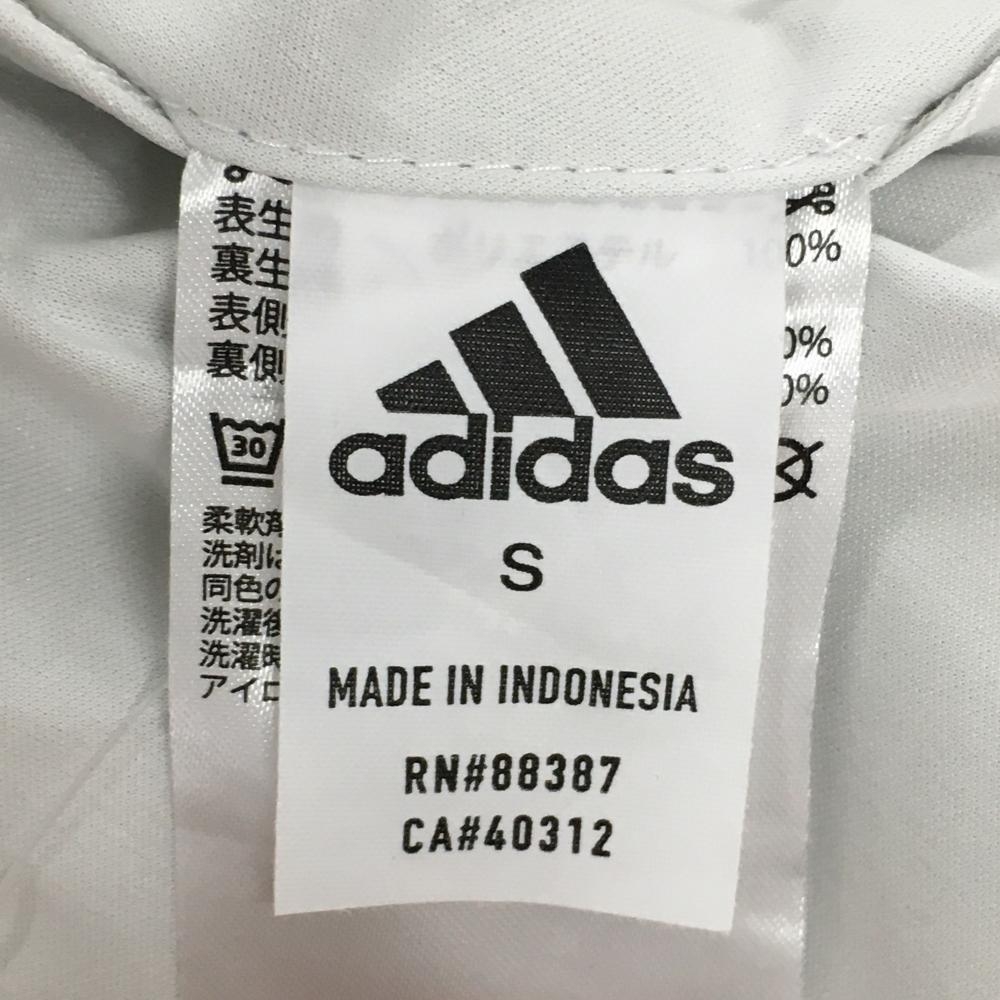 adidas
S
MADE IN INDONESIA
RN#88387
CA#40312
表生
裏生
表側
裏側
ポリエステル 100%
0%
0%
30
柔軟剤
洗剤は
同色の
洗濯後
洗濯時
アイロ